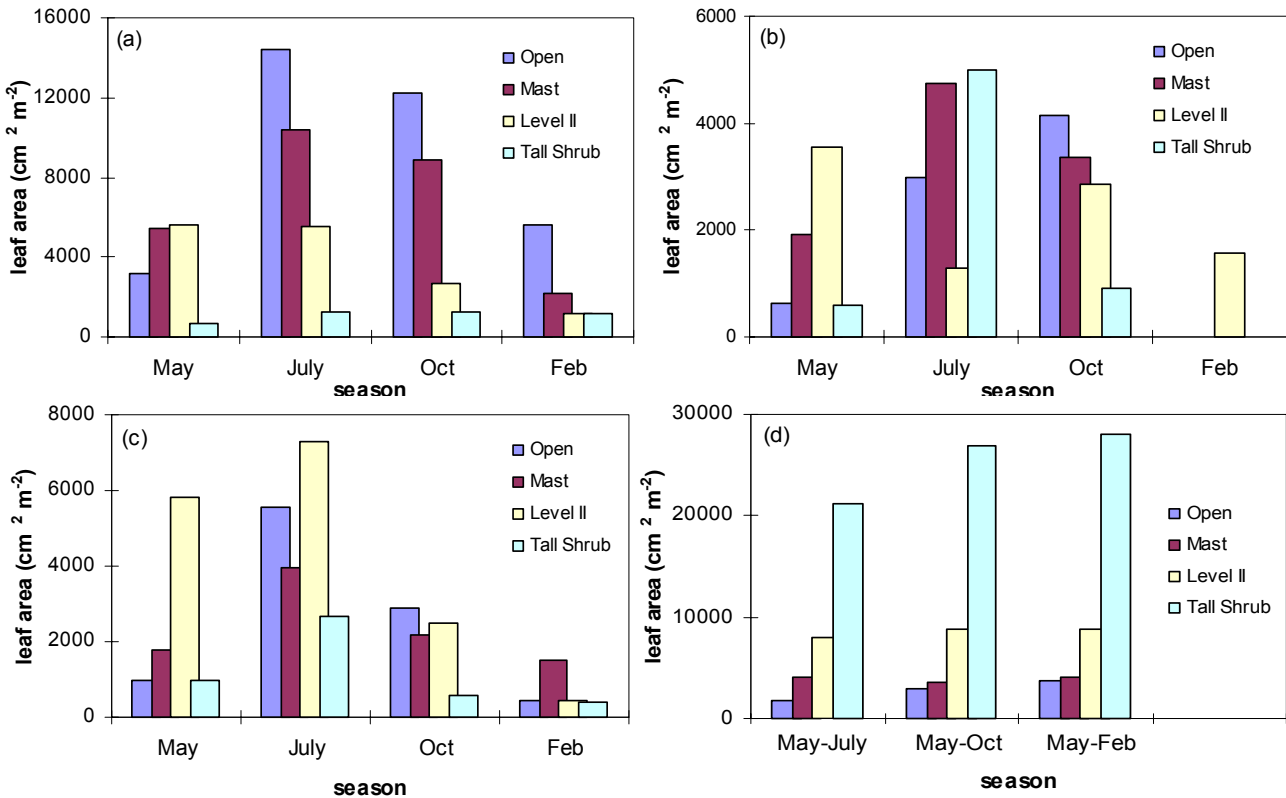 (a)
leaf area (cm 2 m-2)
16000
12000
8000
4000
0
Open
Mast
Level II
Tall Shrub
May July Oct Feb
season
(b)
leaf area (cm 2 m-2)
6000
4000
2000
0
Open
Mast
Level II
Tall Shrub
May July Oct Feb
season
(c)
leaf area (cm 2 m-2)
8000
6000
4000
2000
0
Open
Mast
Level II
Tall Shrub
May July Oct Feb
season
(d)
leaf area (cm 2 m-2)
30000
20000
10000
0
Open
Mast
Level II
Tall Shrub
May-July May-Oct May-Feb
season